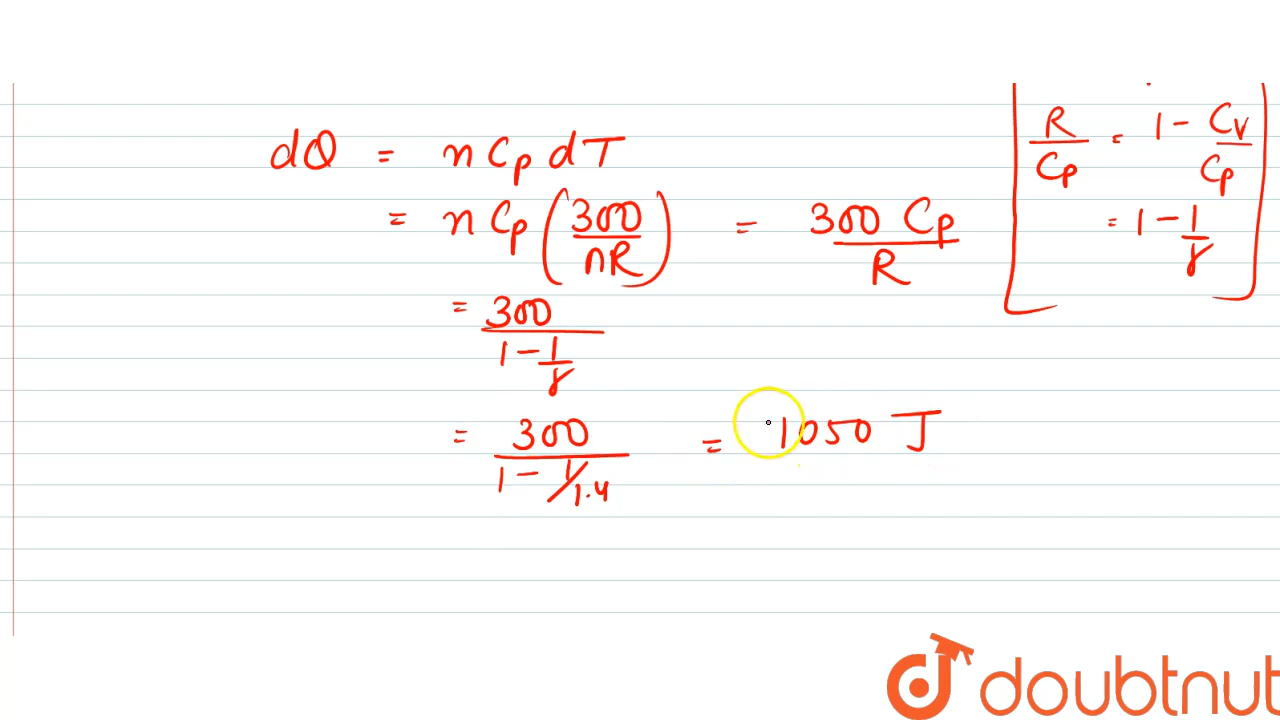 dQ = n Cp dT
= n Cp (300/nR) = 300 Cp/R
= 300/(1 - 1/γ)
= 300/(1 - 1/1.4) = 1050 J
R/Cp = 1 - Cv/Cp
= 1 - 1/γ
doubtnut